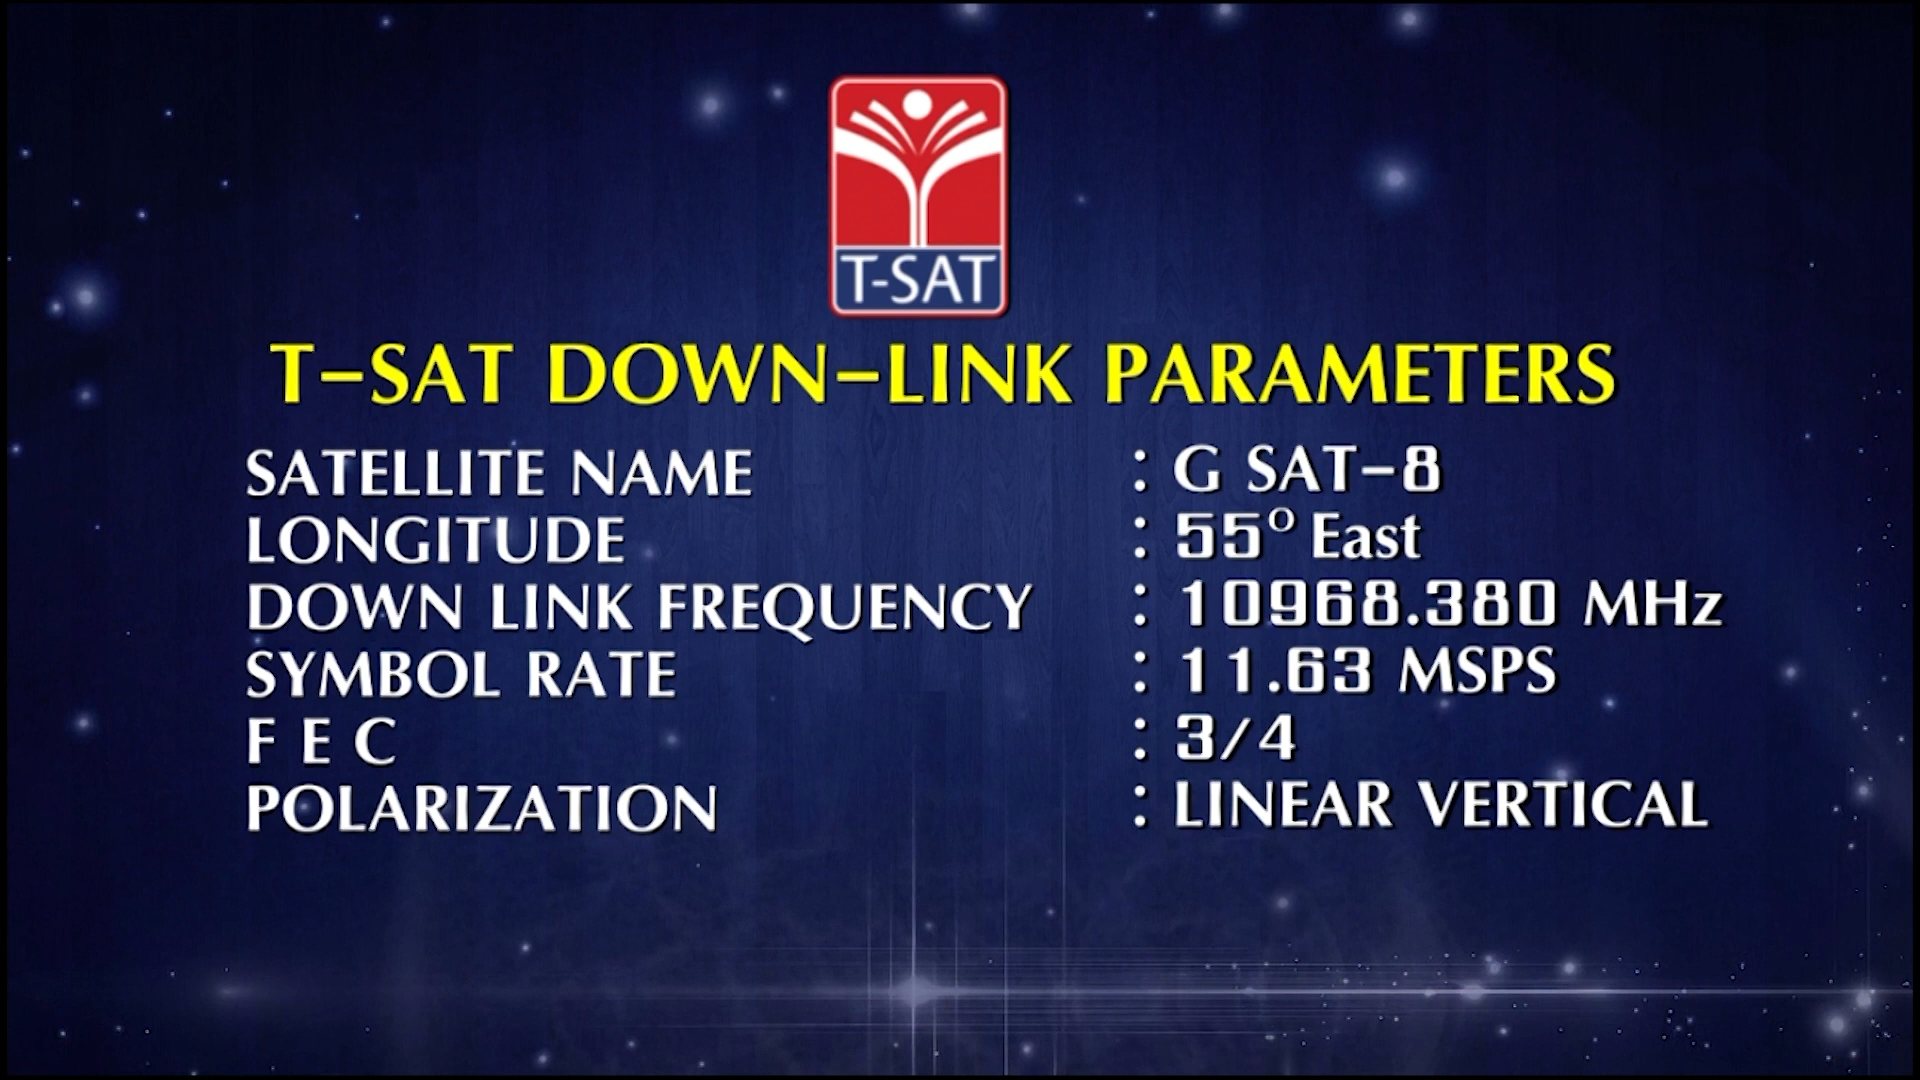 T-SAT
T-SAT DOWN-LINK PARAMETERS
SATELLITE NAME : G SAT-8
LONGITUDE : 55° East
DOWN LINK FREQUENCY : 10968.380 MHz
SYMBOL RATE : 11.63 MSPS
F E C : 3/4
POLARIZATION : LINEAR VERTICAL